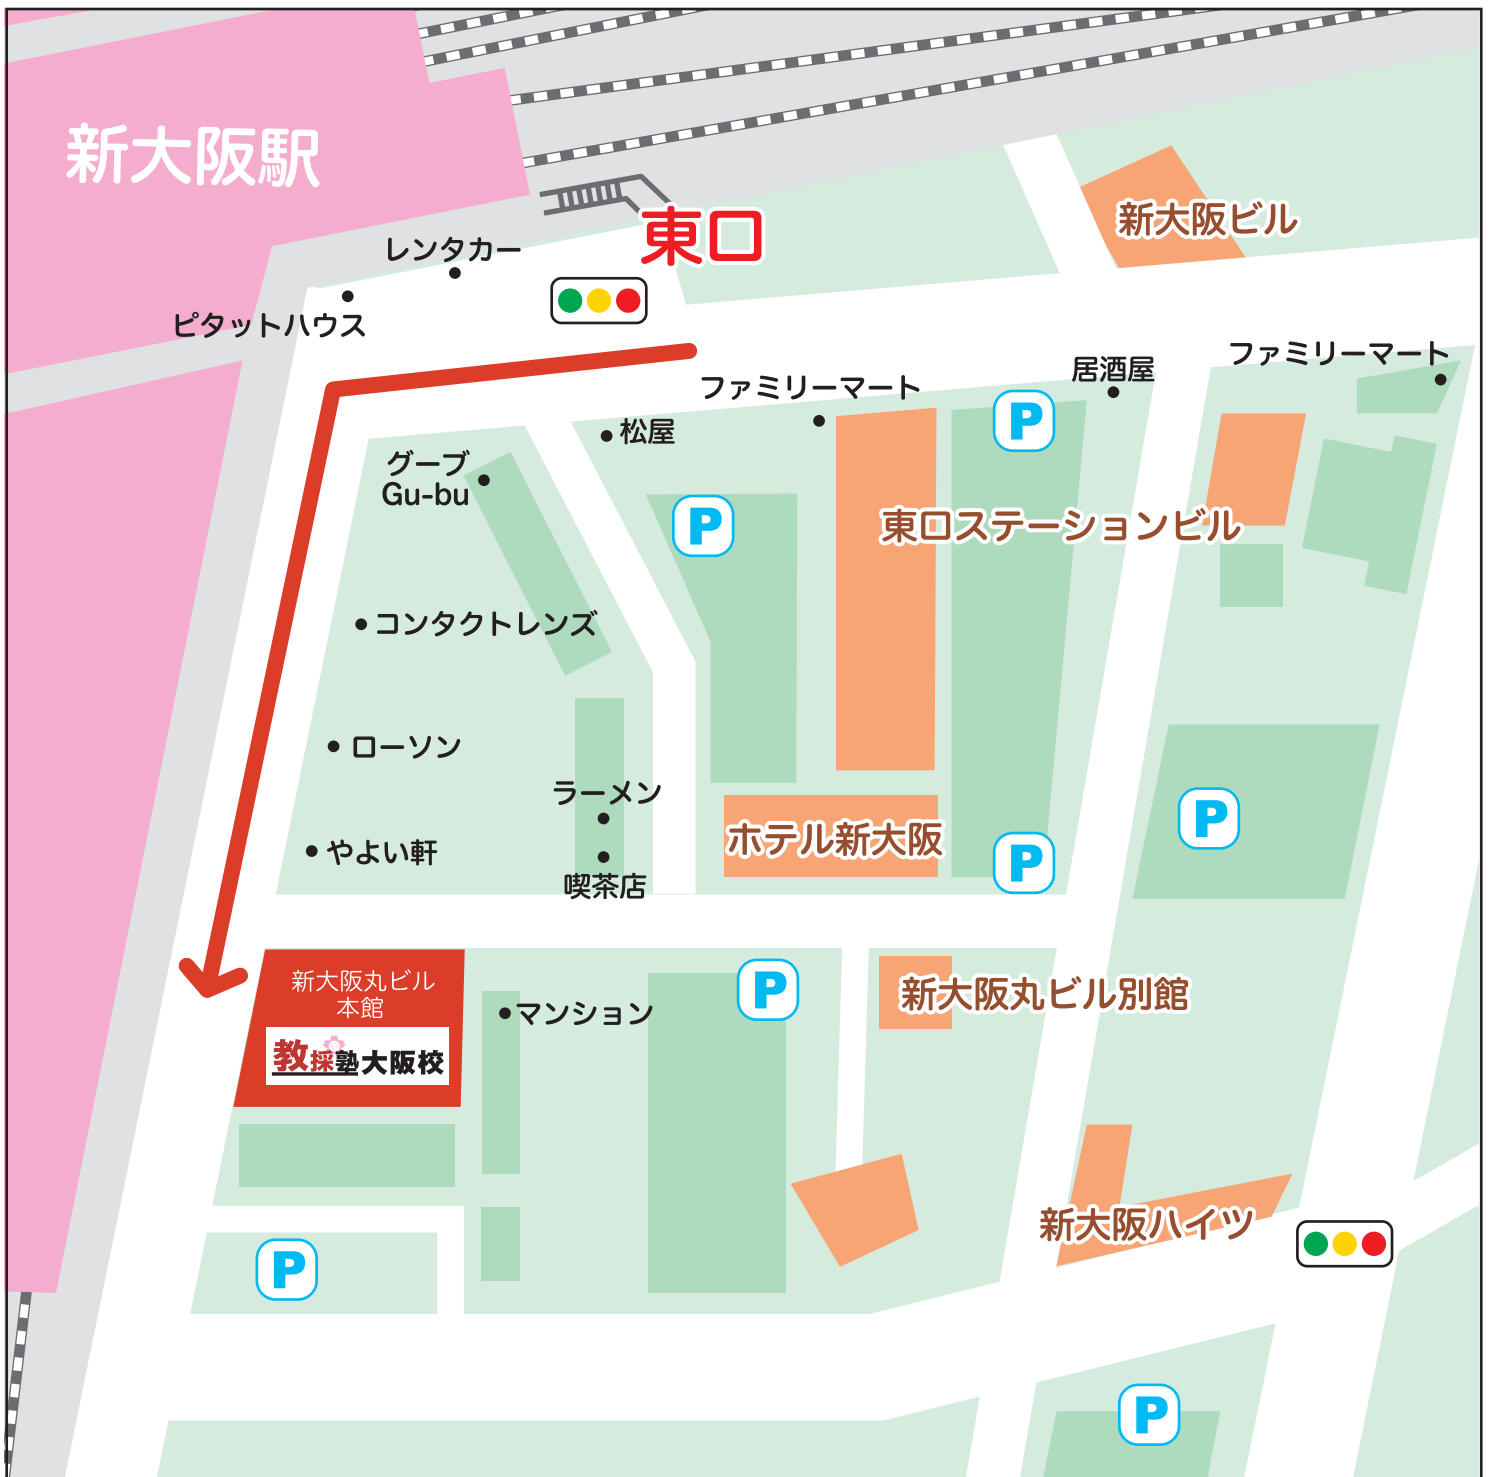 新大阪駅
新大阪ビル
東口
レンタカー
ピタットハウス
ファミリーマート
居酒屋
ファミリーマート
P
松屋
グーブ
Gu-bu
P
東口ステーションビル
コンタクトレンズ
ローソン
ラーメン
P
ホテル新大阪
やよい軒
P
喫茶店
新大阪丸ビル
本館
P
新大阪丸ビル別館
マンション
教採塾大阪校
新大阪ハイツ
P
P